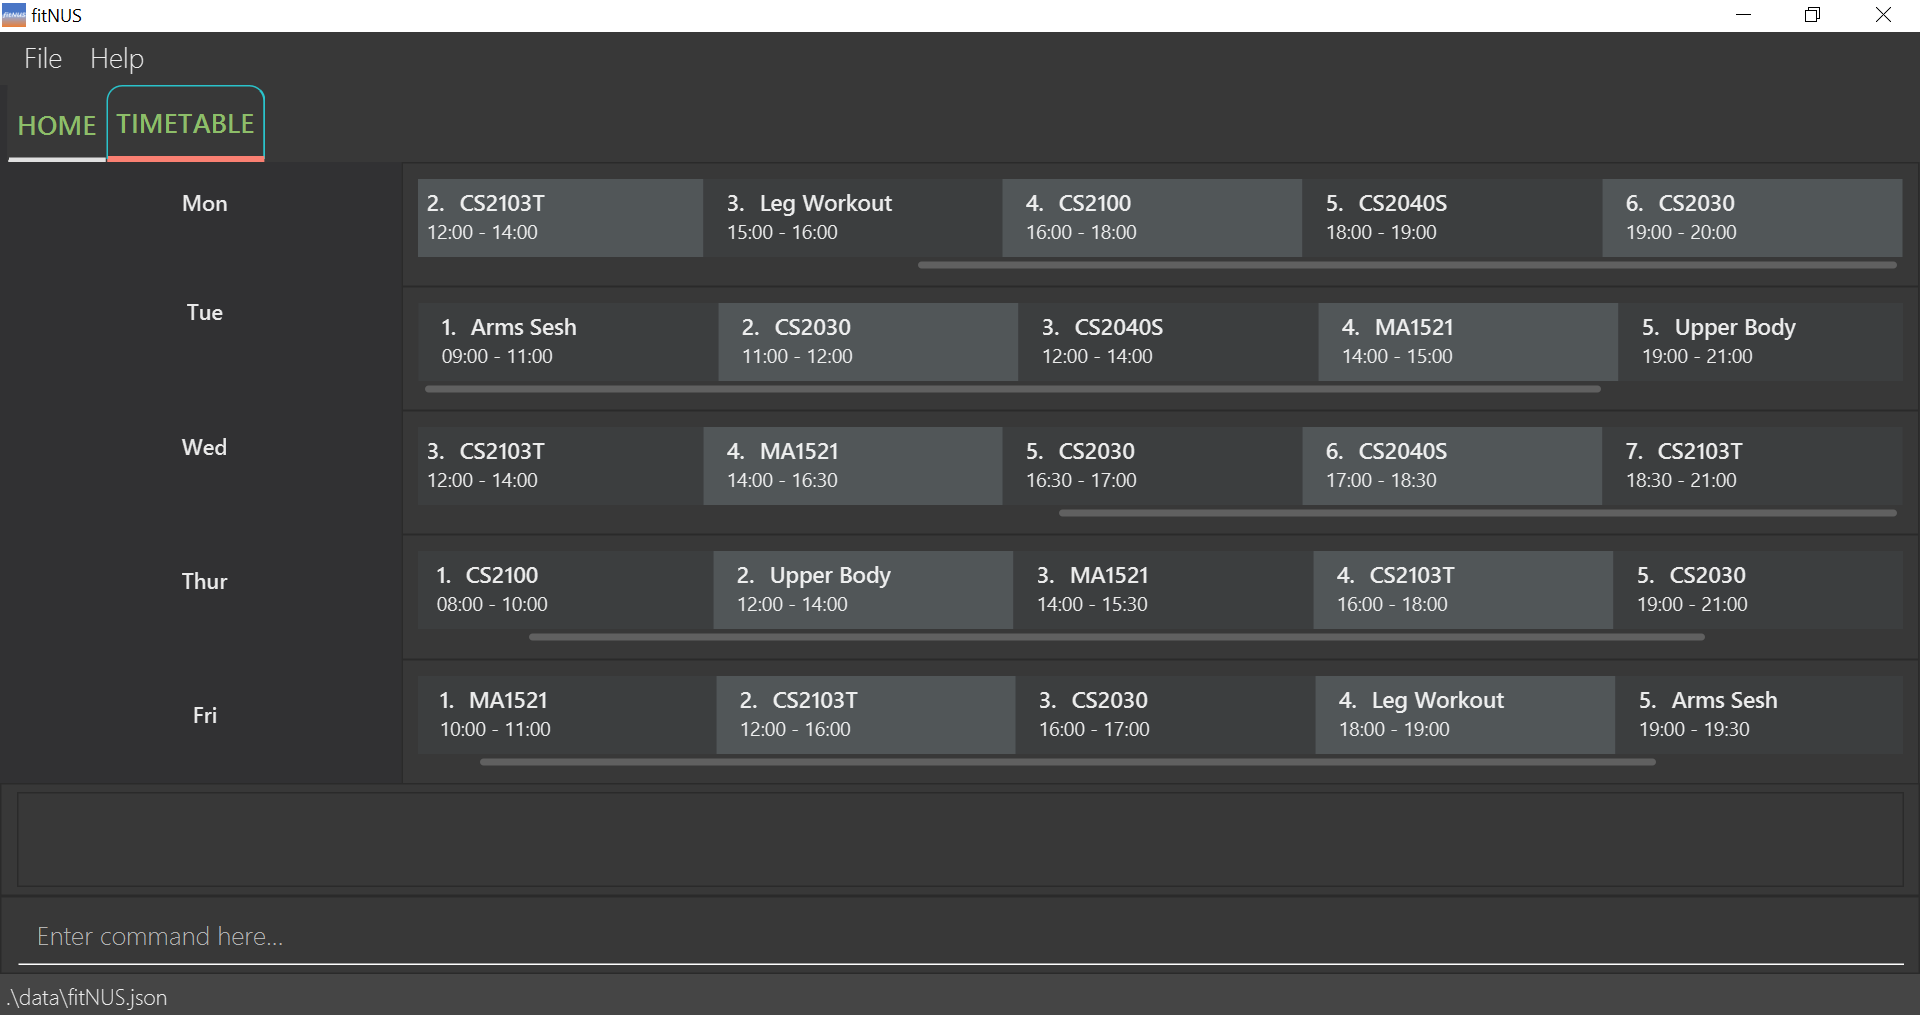 fitNUS
File Help
HOME TIMETABLE
Mon
2. CS2103T
12:00 - 14:00
3. Leg Workout
15:00 - 16:00
4. CS2100
16:00 - 18:00
5. CS2040S
18:00 - 19:00
6. CS2030
19:00 - 20:00
Tue
1. Arms Sesh
09:00 - 11:00
2. CS2030
11:00 - 12:00
3. CS2040S
12:00 - 14:00
4. MA1521
14:00 - 15:00
5. Upper Body
19:00 - 21:00
Wed
3. CS2103T
12:00 - 14:00
4. MA1521
14:00 - 16:30
5. CS2030
16:30 - 17:00
6. CS2040S
17:00 - 18:30
7. CS2103T
18:30 - 21:00
Thur
1. CS2100
08:00 - 10:00
2. Upper Body
12:00 - 14:00
3. MA1521
14:00 - 15:30
4. CS2103T
16:00 - 18:00
5. CS2030
19:00 - 21:00
Fri
1. MA1521
10:00 - 11:00
2. CS2103T
12:00 - 16:00
3. CS2030
16:00 - 17:00
4. Leg Workout
18:00 - 19:00
5. Arms Sesh
19:00 - 19:30
Enter command here...
.\data\fitNUS.json